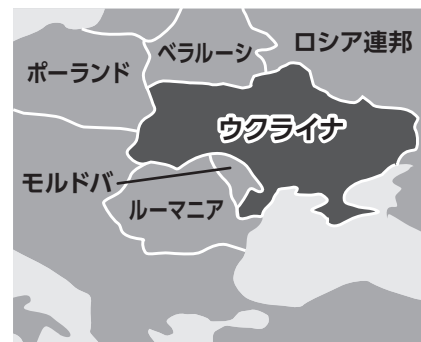 ロシア連邦
ベラルーシ
ポーランド
ウクライナ
モルドバ
ルーマニア